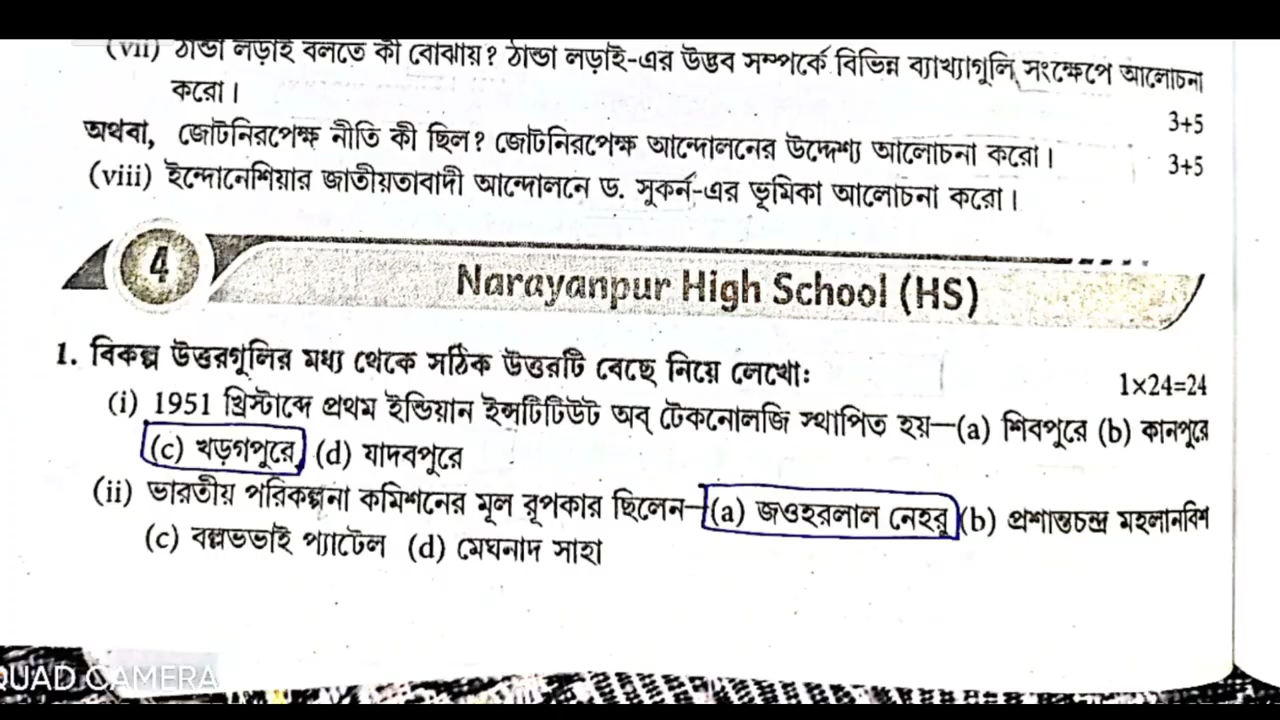 (vii) ঠান্ডা লড়াই বলতে কী বোঝায়? ঠান্ডা লড়াই-এর উদ্ভব সম্পর্কে বিভিন্ন ব্যাখ্যাগুলি সংক্ষেপে আলোচনা
করো। 3+5
অথবা, জোটনিরপেক্ষ নীতি কী ছিল? জোটনিরপেক্ষ আন্দোলনের উদ্দেশ্য আলোচনা করো। 3+5
(viii) ইন্দোনেশিয়ার জাতীয়তাবাদী আন্দোলনে ড. সুকর্ন-এর ভূমিকা আলোচনা করো।
4 Narayanpur High School (HS)
1. বিকল্প উত্তরগুলির মধ্য থেকে সঠিক উত্তরটি বেছে নিয়ে লেখো: 1×24=24
(i) 1951 খ্রিস্টাব্দে প্রথম ইন্ডিয়ান ইন্সটিটিউট অব্ টেকনোলজি স্থাপিত হয়—(a) শিবপুরে (b) কানপুরে
(c) খড়গপুরে (d) যাদবপুরে
(ii) ভারতীয় পরিকল্পনা কমিশনের মূল রূপকার ছিলেন—(a) জওহরলাল নেহরু (b) প্রশান্তচন্দ্র মহলানবিশ
(c) বল্লভভাই প্যাটেল (d) মেঘনাদ সাহা
QUAD CAMERA